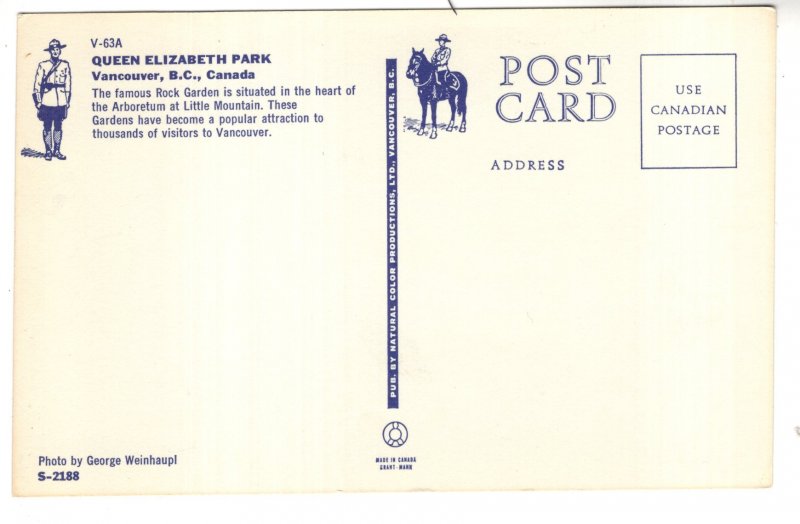 V-63A
QUEEN ELIZABETH PARK
Vancouver, B.C., Canada
The famous Rock Garden is situated in the heart of
the Arboretum at Little Mountain. These
Gardens have become a popular attraction to
thousands of visitors to Vancouver.
Photo by George Weinhaupl
S-2188
PUB. BY NATURAL COLOR PRODUCTIONS, LTD., VANCOUVER, B.C.
MADE IN CANADA
GRANT-MANN
POST
CARD
ADDRESS
USE
CANADIAN
POSTAGE